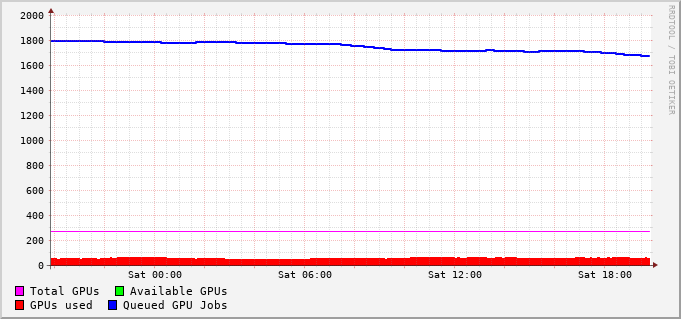 2000
1800
1600
1400
1200
1000
800
600
400
200
0
Sat 00:00 Sat 06:00 Sat 12:00 Sat 18:00
Total GPUs Available GPUs
GPUs used Queued GPU Jobs
RRDTOOL / TOBI OETIKER